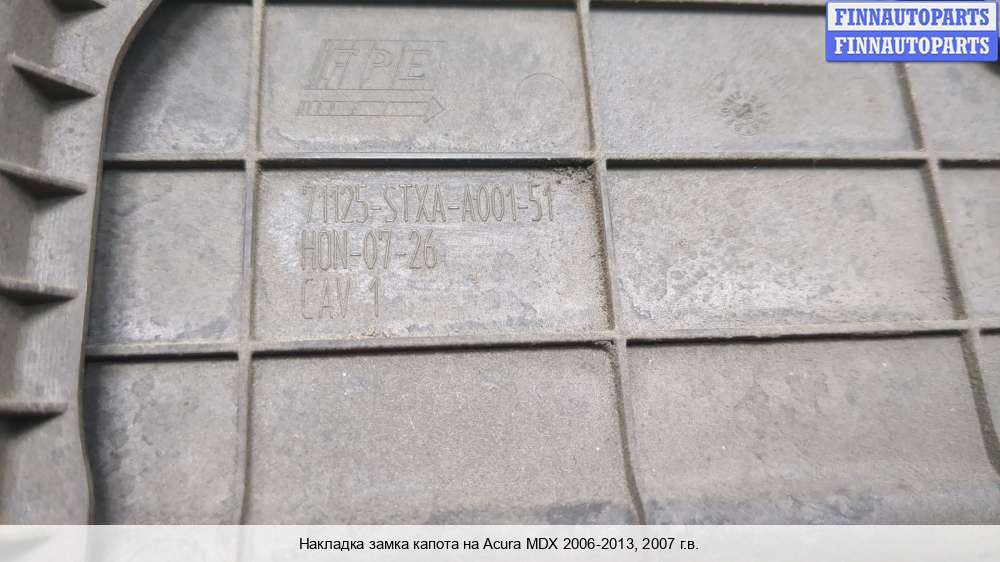 FINNAUTOPARTS
FINNAUTOPARTS
APE
71125-STXA-A001-51
HON-07-26
CAV 1
Накладка замка капота на Acura MDX 2006-2013, 2007 г.в.